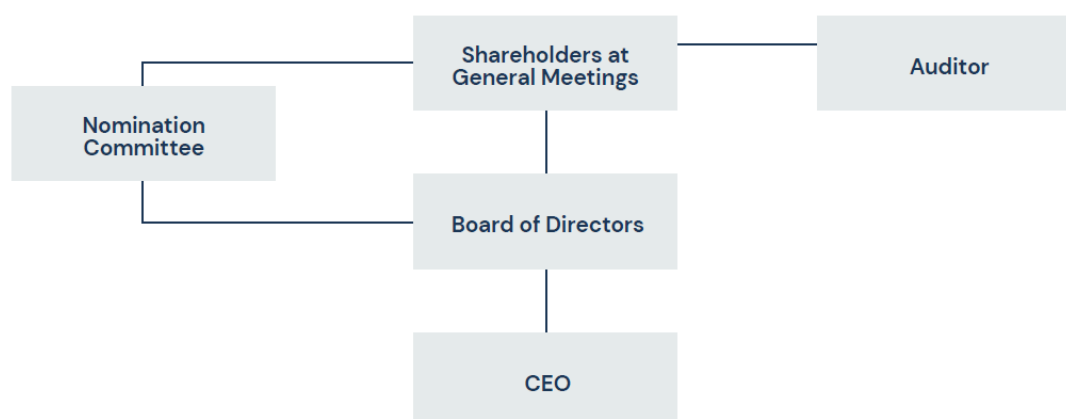 Shareholders at
General Meetings
Auditor
Nomination
Committee
Board of Directors
CEO